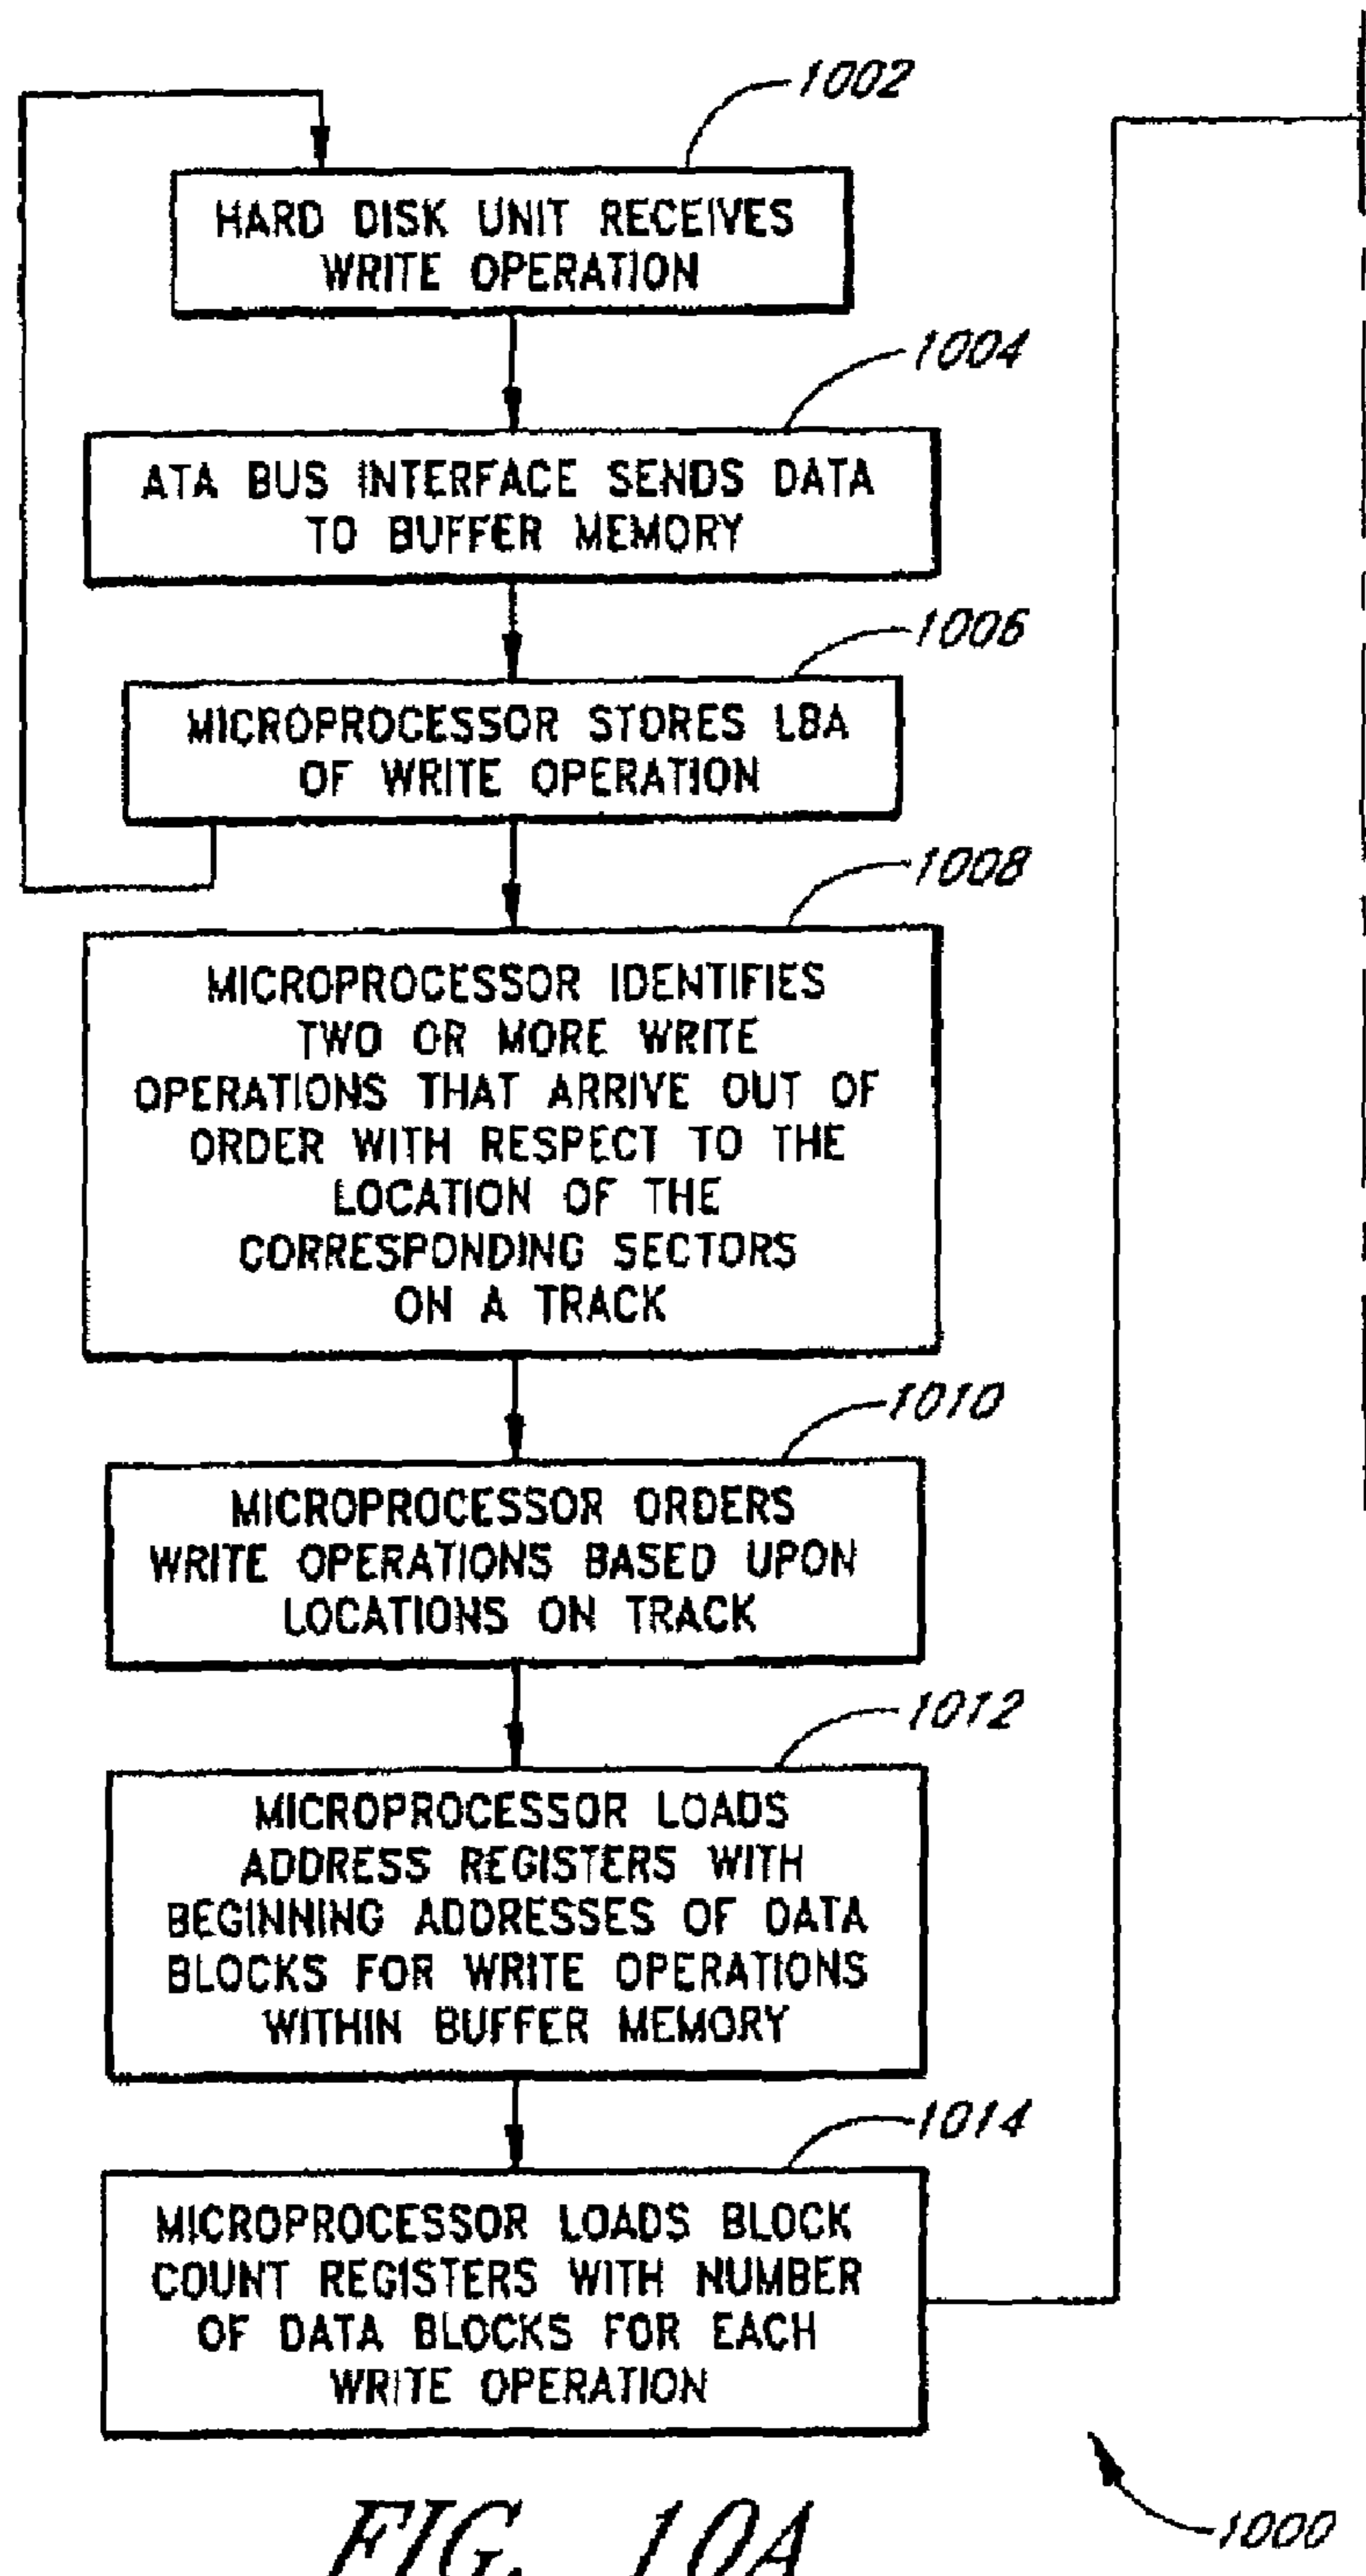 1002
HARD DISK UNIT RECEIVES
WRITE OPERATION
1004
ATA BUS INTERFACE SENDS DATA
TO BUFFER MEMORY
1006
MICROPROCESSOR STORES LBA
OF WRITE OPERATION
1008
MICROPROCESSOR IDENTIFIES
TWO OR MORE WRITE
OPERATIONS THAT ARRIVE OUT OF
ORDER WITH RESPECT TO THE
LOCATION OF THE
CORRESPONDING SECTORS
ON A TRACK
1010
MICROPROCESSOR ORDERS
WRITE OPERATIONS BASED UPON
LOCATIONS ON TRACK
1012
MICROPROCESSOR LOADS
ADDRESS REGISTERS WITH
BEGINNING ADDRESSES OF DATA
BLOCKS FOR WRITE OPERATIONS
WITHIN BUFFER MEMORY
1014
MICROPROCESSOR LOADS BLOCK
COUNT REGISTERS WITH NUMBER
OF DATA BLOCKS FOR EACH
WRITE OPERATION
1000
FIG. 10A